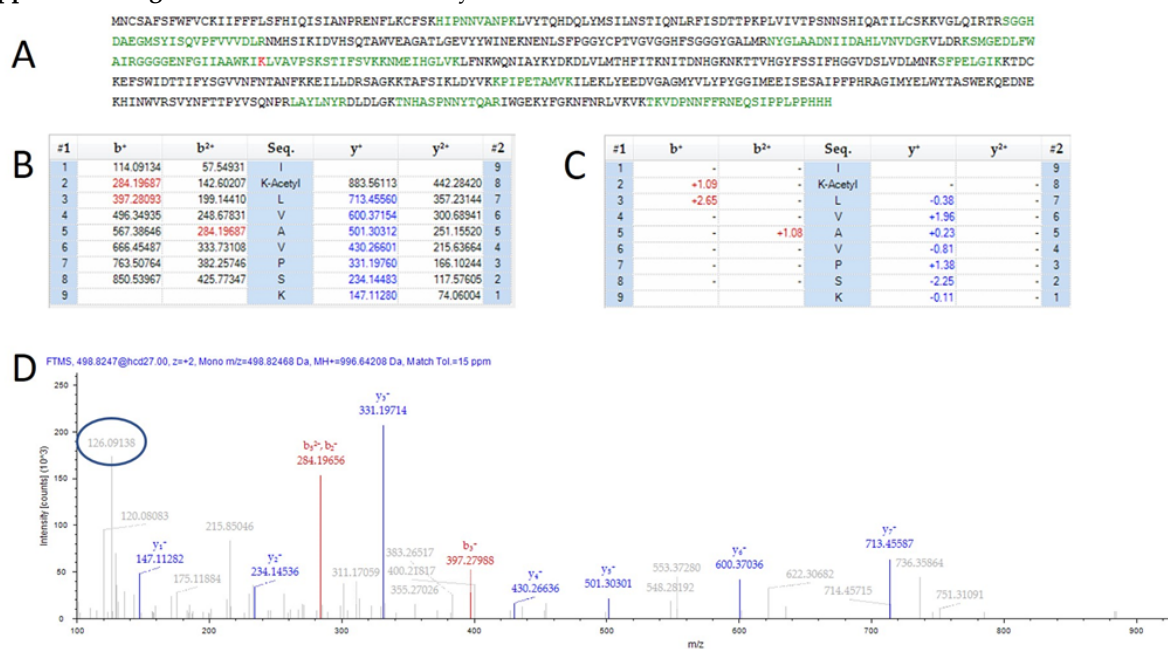 A
MNCSAFSFWFVCKIIFFFLSFHIQISIANPRENFLKCFSKHIPNNVANPKLVYTQHDQLYMSILNSTIQNLRFISDTTPKPLVIVTPSNNSHIQATILCSKKVGLQIRTRSGGH
DAEGMSYISQVPFVVVDLRNMHSIKIDVHSQTAWVEAGATLGEVYYWINEKNENLSFPGGYCPTVGVGGHFSGGGYGALMRNYGLAADNIIDAHLVNVDGKVLDRKSMGEDLFW
AIRGGGGENFGIIAAWKIKLVAVPSKSTIFSVKKNMEIHGLVKLFNKWQNIAYKYDKDLVLMTHFITKNITDNHGKNKTTVHGYFSSIFHGGVDSLVDLMNKSFPELGIKKTDC
KEFSWIDTTIFYSGVVNFNTANFKKEILLDRSAGKKTAFSIKLDYVKKPIPETAMVKILEKLYEEDVGAGMYVLYPYGGIMEEISESAIPFPHRAGIMYELWYTASWEKQEDNE
KHINWVRSVYNFTTPYVSQNPRLAYLNYRDLDLGKTNHASPNNYTQARIWGEKYFGKNFNRLVKVKTKVDPNNFFRNEQSIPPLPPHHH
B
#1 b⁺ b²⁺ Seq. y⁺ y²⁺ #2
1 114.09134 57.54931 I 9
2 284.19687 142.60207 K-Acetyl 883.56113 442.28420 8
3 397.28093 199.14410 L 713.45560 357.23144 7
4 496.34935 248.67831 V 600.37154 300.68941 6
5 567.38646 284.19687 A 501.30312 251.15520 5
6 666.45487 333.73108 V 430.26601 215.63664 4
7 763.50764 382.25746 P 331.19760 166.10244 3
8 850.53967 425.77347 S 234.14483 117.57605 2
9 K 147.11280 74.06004 1
C
#1 b⁺ b²⁺ Seq. y⁺ y²⁺ #2
1 - - I 9
2 +1.09 - K-Acetyl - - 8
3 +2.65 - L -0.38 - 7
4 - - V +1.96 - 6
5 - +1.08 A +0.23 - 5
6 - - V -0.81 - 4
7 - - P +1.38 - 3
8 - - S -2.25 - 2
9 K -0.11 - 1
D
FTMS, 498.8247@hcd27.00, z=+2, Mono m/z=498.82468 Da, MH+=996.64208 Da, Match Tol.=15 ppm
Intensity [counts] (10^3)
250
200
150
100
50
0
126.09138
120.08083
y₁⁺
147.11282
175.11884
215.85046
y₂⁺
234.14536
b₅²⁺, b₂⁺
284.19656
311.17059
y₃⁺
331.19714
383.26517
400.21817
355.27026
b₃⁺
397.27988
y₄⁺
430.26636
y₅⁺
501.30301
553.37280
548.28192
y₆⁺
600.37036
622.30682
y₇⁺
713.45587
714.45715
736.35864
751.31091
100 200 300 400 500 600 700 800 900
m/z